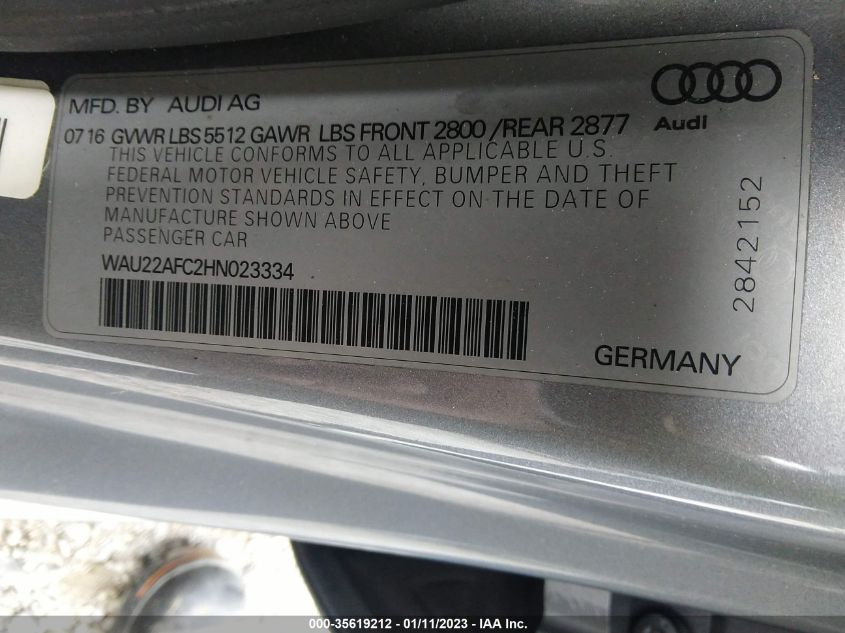 MFD. BY AUDI AG
07 16 GVWR LBS 5512 GAWR LBS FRONT 2800 / REAR 2877
THIS VEHICLE CONFORMS TO ALL APPLICABLE U.S.
FEDERAL MOTOR VEHICLE SAFETY, BUMPER AND THEFT
PREVENTION STANDARDS IN EFFECT ON THE DATE OF
MANUFACTURE SHOWN ABOVE
PASSENGER CAR
WAU22AFC2HN023334
Audi
2842152
GERMANY
000-35619212 - 01/11/2023 - IAA Inc.